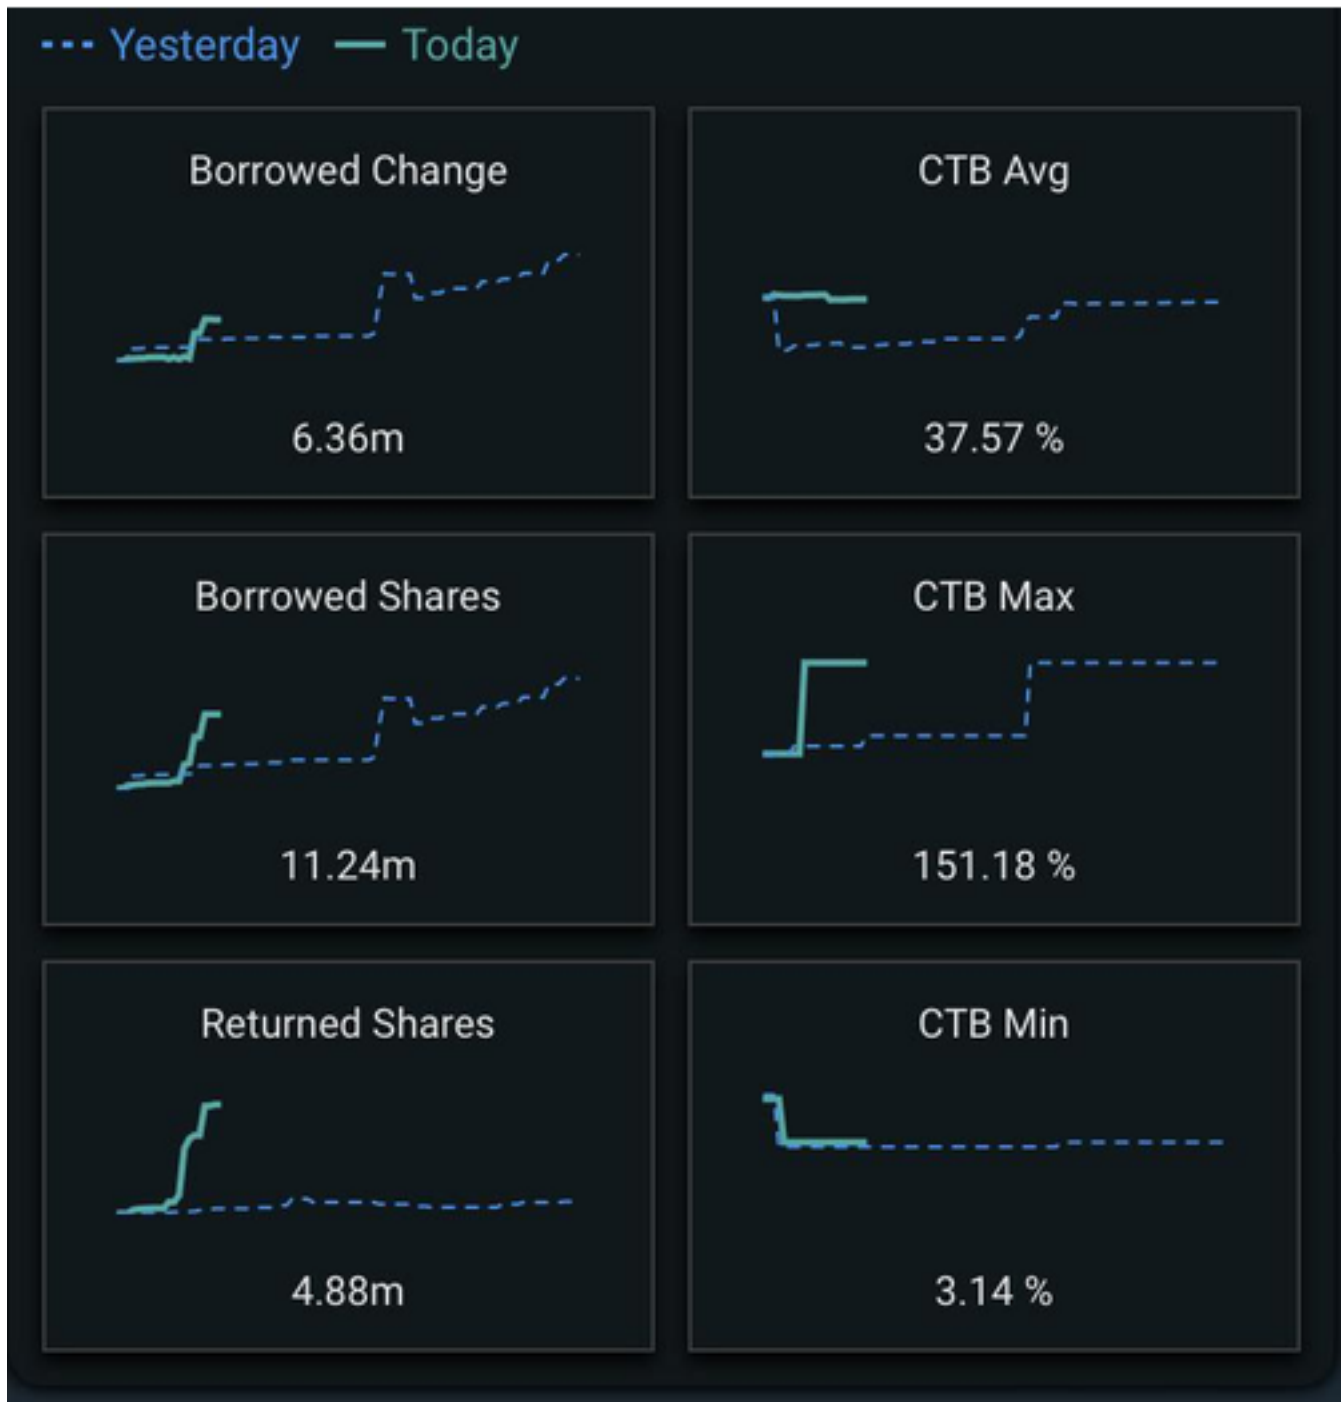 Yesterday Today
Borrowed Change
6.36m
CTB Avg
37.57 %
Borrowed Shares
11.24m
CTB Max
151.18 %
Returned Shares
4.88m
CTB Min
3.14 %